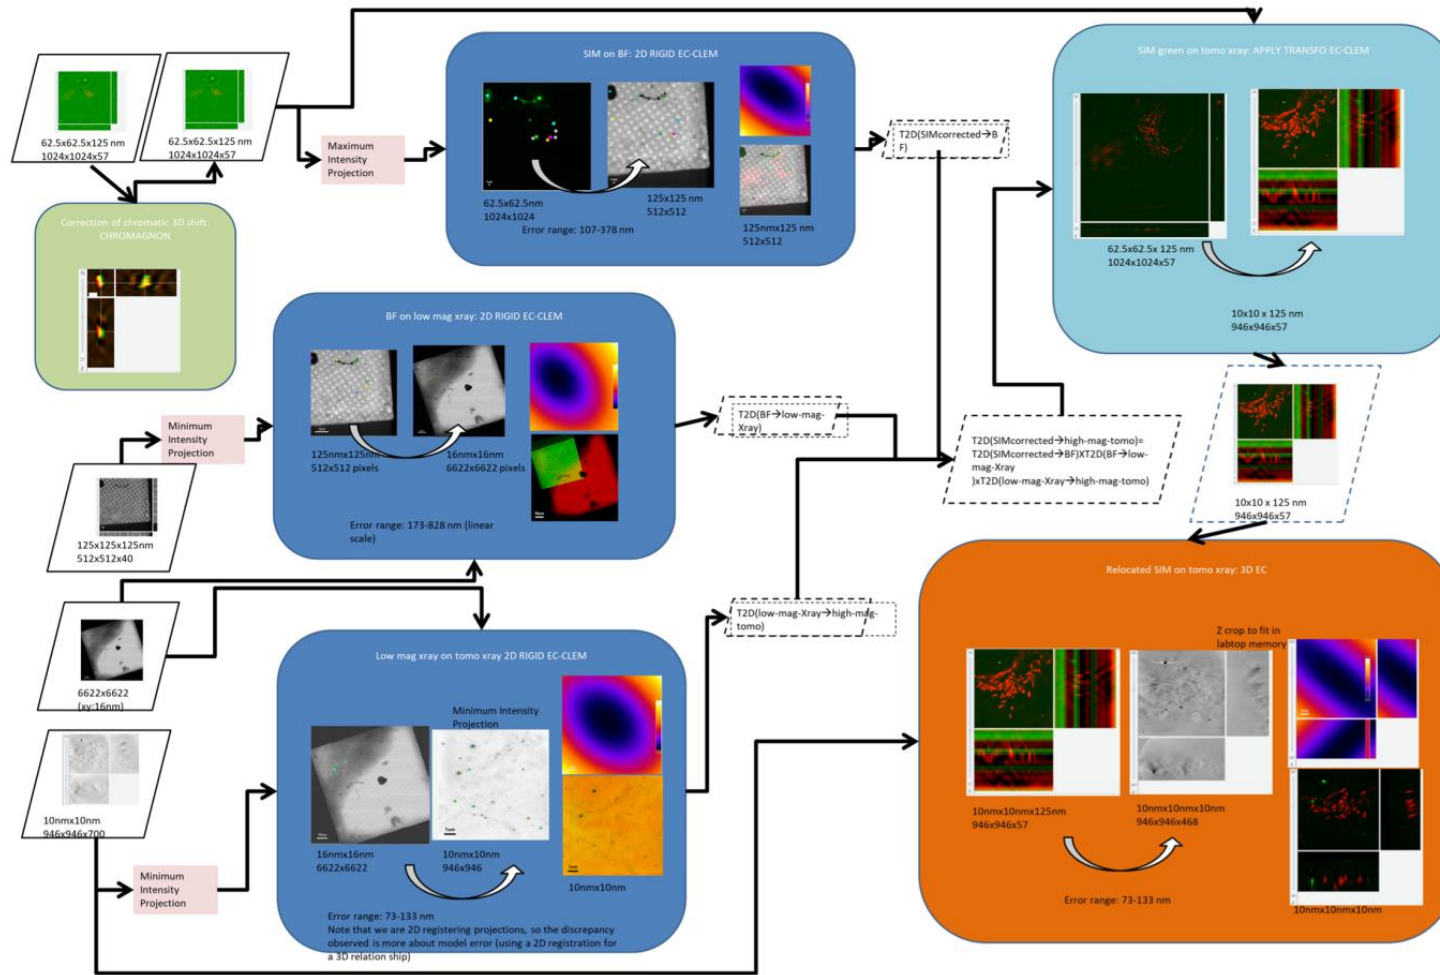 SIM on BF: 2D RIGID EC-CLEM
SIM green on tomo xray: APPLY TRANSFO EC-CLEM
62.5x62.5x125 nm
1024x1024x57
62.5x62.5x125 nm
1024x1024x57
Maximum
Intensity
Projection
62.5x62.5nm
1024x1024
125x125 nm
512x512
Error range: 107-378 nm
125nmx125 nm
512x512
T2D(SIMcorrected→B
F)
62.5x62.5x 125 nm
1024x1024x57
10x10 x 125 nm
946x946x57
Correction of chromatic 3D shift:
CHROMAGNON
BF on low mag xray: 2D RIGID EC-CLEM
125nmx125nm
512x512 pixels
16nmx16nm
6622x6622 pixels
Error range: 173-828 nm (linear
scale)
Minimum
Intensity
Projection
125x125x125nm
512x512x40
T2D(BF→low-mag-
Xray)
T2D(SIMcorrected→high-mag-tomo)=
T2D(SIMcorrected→BF)XT2D(BF→low-
mag-Xray
)xT2D(low-mag-Xray→high-mag-tomo)
10x10 x 125 nm
946x946x57
T2D(low-mag-Xray→high-mag-
tomo)
6622x6622
(xy:16nm)
10nmx10nm
946x946x700
Minimum
Intensity
Projection
Low mag xray on tomo xray 2D RIGID EC-CLEM
Minimum Intensity
Projection
16nmx16nm
6622x6622
10nmx10nm
946x946
10nmx10nm
Error range: 73-133 nm
Note that we are 2D registering projections, so the discrepancy
observed is more about model error (using a 2D registration for
a 3D relation ship)
Relocated SIM on tomo xray: 3D EC
Z crop to fit in
labtop memory
10nmx10nmx125nm
946x946x57
10nmx10nmx10nm
946x946x468
Error range: 73-133 nm
10nmx10nmx10nm